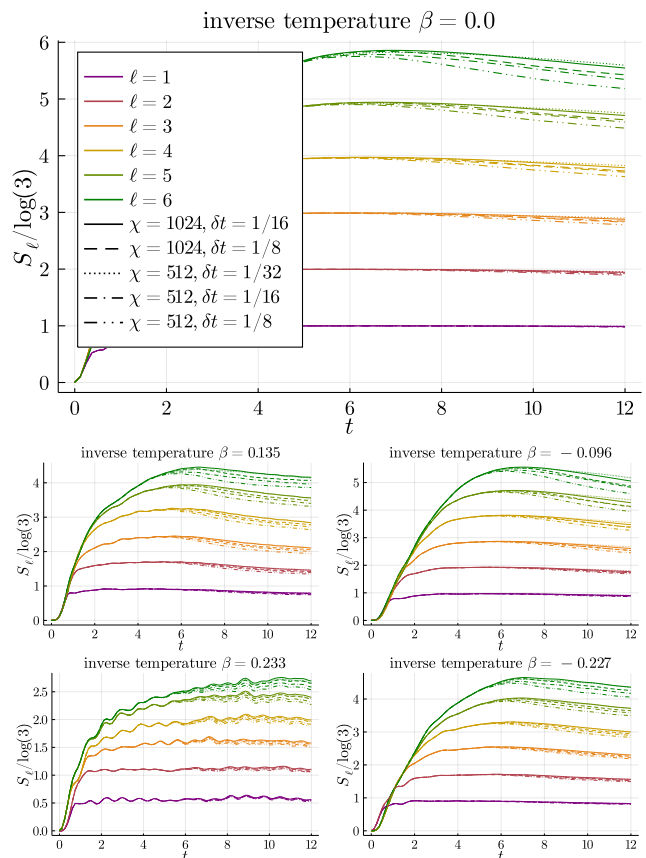 inverse temperature β = 0.0
S_ℓ/log(3)
6
5
4
3
2
1
0
ℓ = 1
ℓ = 2
ℓ = 3
ℓ = 4
ℓ = 5
ℓ = 6
χ = 1024, δt = 1/16
χ = 1024, δt = 1/8
χ = 512, δt = 1/32
χ = 512, δt = 1/16
χ = 512, δt = 1/8
0 2 4 6 8 10 12
t
inverse temperature β = 0.135
S_ℓ/log(3)
4
3
2
1
0
0 2 4 6 8 10 12
t
inverse temperature β = − 0.096
S_ℓ/log(3)
5
4
3
2
1
0
0 2 4 6 8 10 12
t
inverse temperature β = 0.233
S_ℓ/log(3)
2.5
2.0
1.5
1.0
0.5
0.0
0 2 4 6 8 10 12
t
inverse temperature β = − 0.227
S_ℓ/log(3)
4
3
2
1
0
0 2 4 6 8 10 12
t